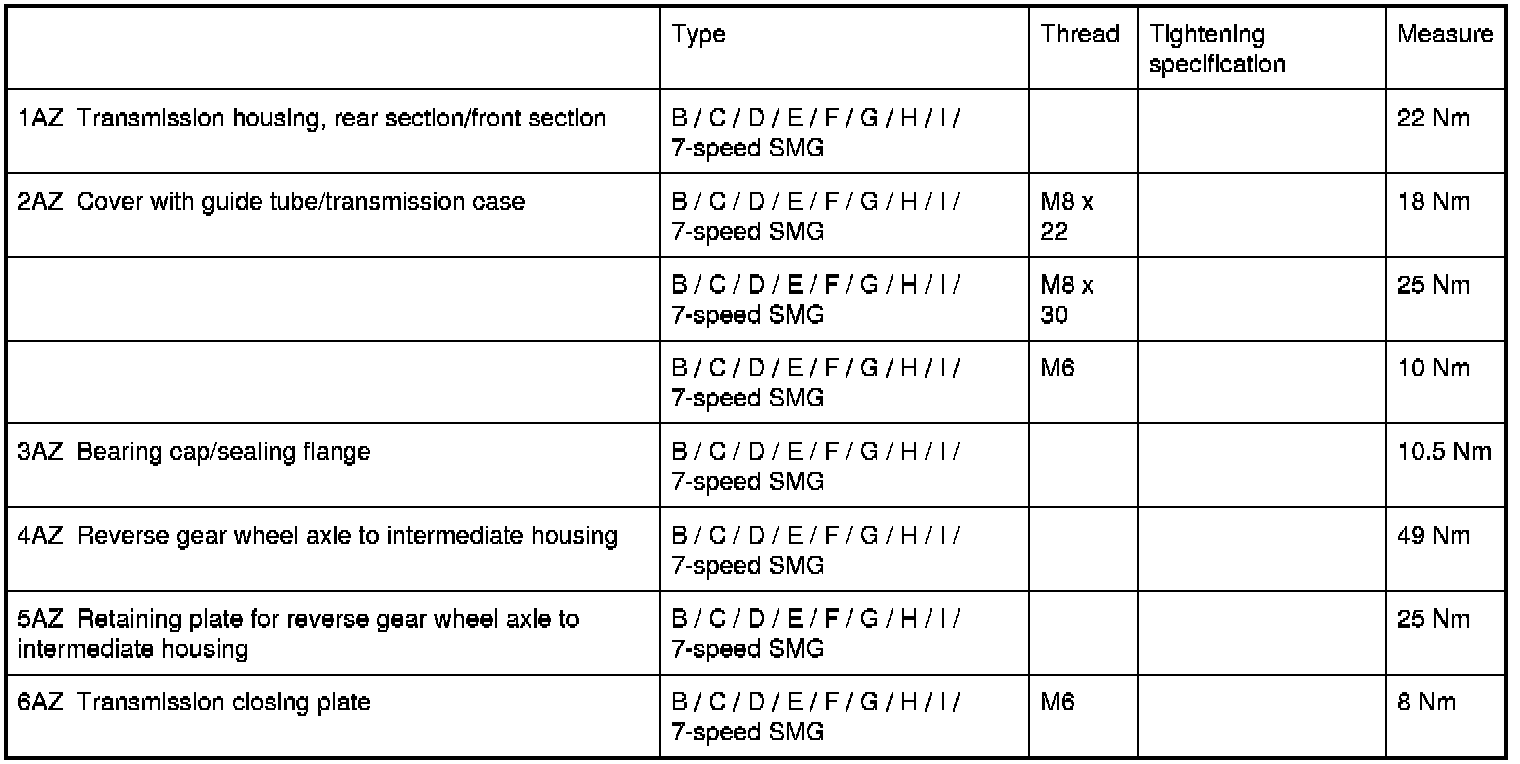 Type Thread Tightening Measure
specification
1AZ Transmission housing, rear section/front section B / C / D / E / F / G / H / I / 22 Nm
7-speed SMG
2AZ Cover with guide tube/transmission case B / C / D / E / F / G / H / I / M8 x 18 Nm
7-speed SMG 22
B / C / D / E / F / G / H / I / M8 x 25 Nm
7-speed SMG 30
B / C / D / E / F / G / H / I / M6 10 Nm
7-speed SMG
3AZ Bearing cap/sealing flange B / C / D / E / F / G / H / I / 10.5 Nm
7-speed SMG
4AZ Reverse gear wheel axle to intermediate housing B / C / D / E / F / G / H / I / 49 Nm
7-speed SMG
5AZ Retaining plate for reverse gear wheel axle to B / C / D / E / F / G / H / I / 25 Nm
intermediate housing 7-speed SMG
6AZ Transmission closing plate B / C / D / E / F / G / H / I / M6 8 Nm
7-speed SMG